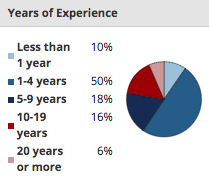 Years of Experience
Less than 10%
1 year
1-4 years 50%
5-9 years 18%
10-19 16%
years
20 years 6%
or more